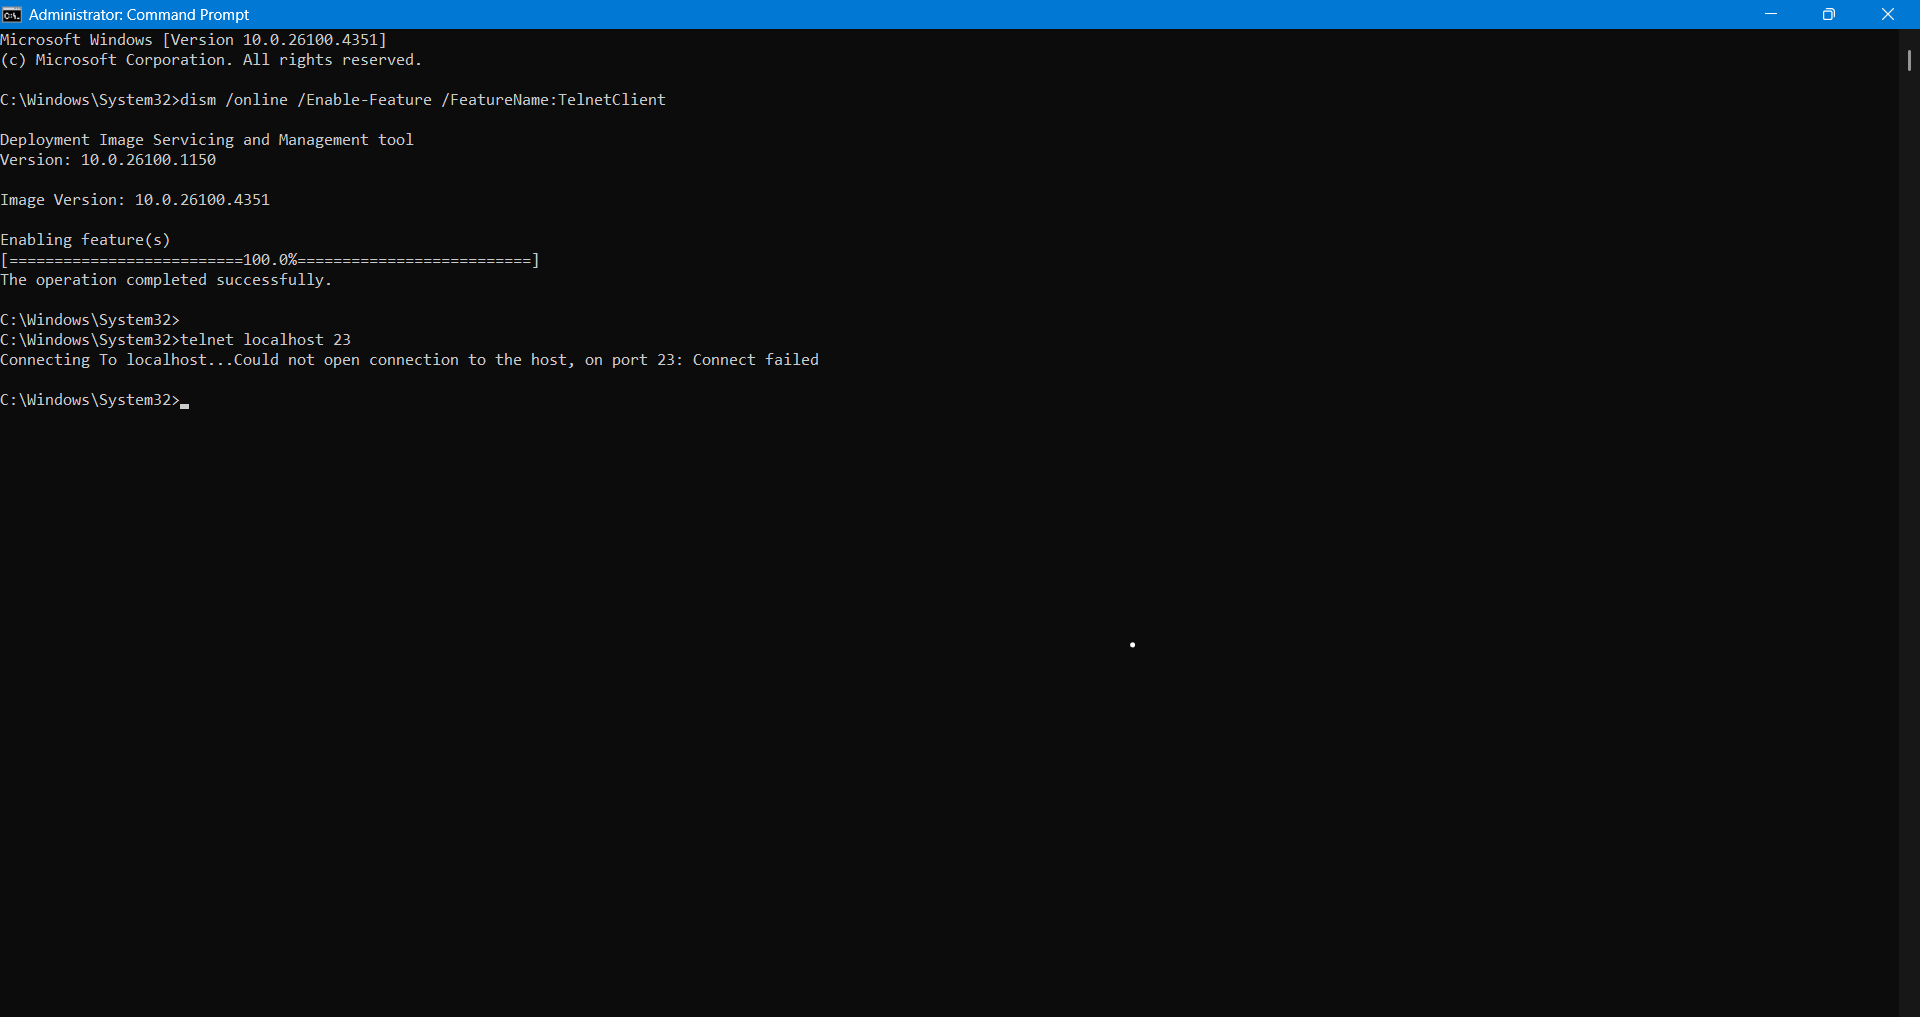 Administrator: Command Prompt
Microsoft Windows [Version 10.0.26100.4351]
(c) Microsoft Corporation. All rights reserved.
C:\Windows\System32>dism /online /Enable-Feature /FeatureName:TelnetClient
Deployment Image Servicing and Management tool
Version: 10.0.26100.1150
Image Version: 10.0.26100.4351
Enabling feature(s)
[==========================100.0%==========================]
The operation completed successfully.
C:\Windows\System32>
C:\Windows\System32>telnet localhost 23
Connecting To localhost...Could not open connection to the host, on port 23: Connect failed
C:\Windows\System32>